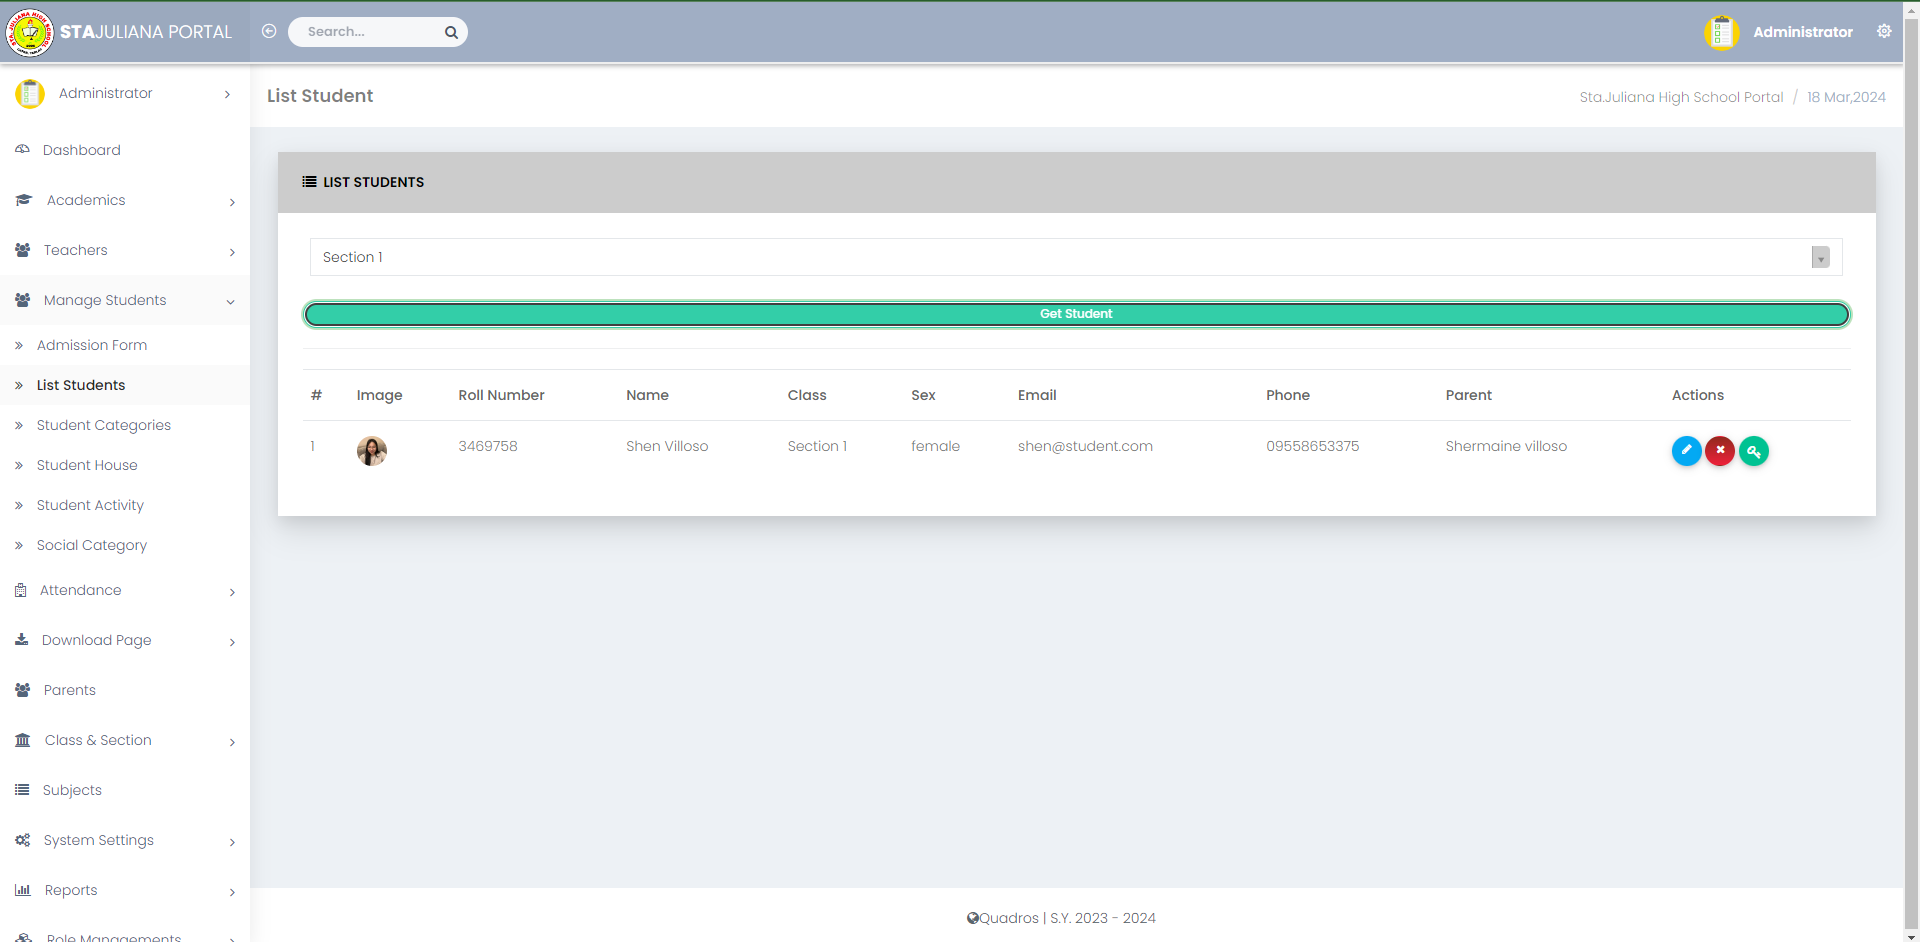 STAJULIANA PORTAL
Search...
Administrator
Administrator
List Student
Sta.Juliana High School Portal / 18 Mar,2024
Dashboard
Academics
Teachers
Manage Students
Admission Form
List Students
Student Categories
Student House
Student Activity
Social Category
Attendance
Download Page
Parents
Class & Section
Subjects
System Settings
Reports
Role Managements
LIST STUDENTS
Section 1
Get Student
# Image Roll Number Name Class Sex Email Phone Parent Actions
1 3469758 Shen Villoso Section 1 female shen@student.com 09558653375 Shermaine villoso
Quadros | S.Y. 2023 - 2024